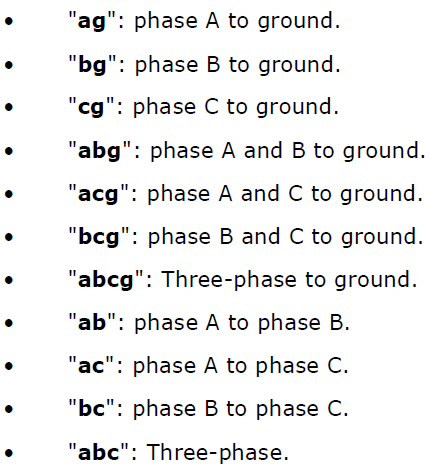 • "ag": phase A to ground.
• "bg": phase B to ground.
• "cg": phase C to ground.
• "abg": phase A and B to ground.
• "acg": phase A and C to ground.
• "bcg": phase B and C to ground.
• "abcg": Three-phase to ground.
• "ab": phase A to phase B.
• "ac": phase A to phase C.
• "bc": phase B to phase C.
• "abc": Three-phase.